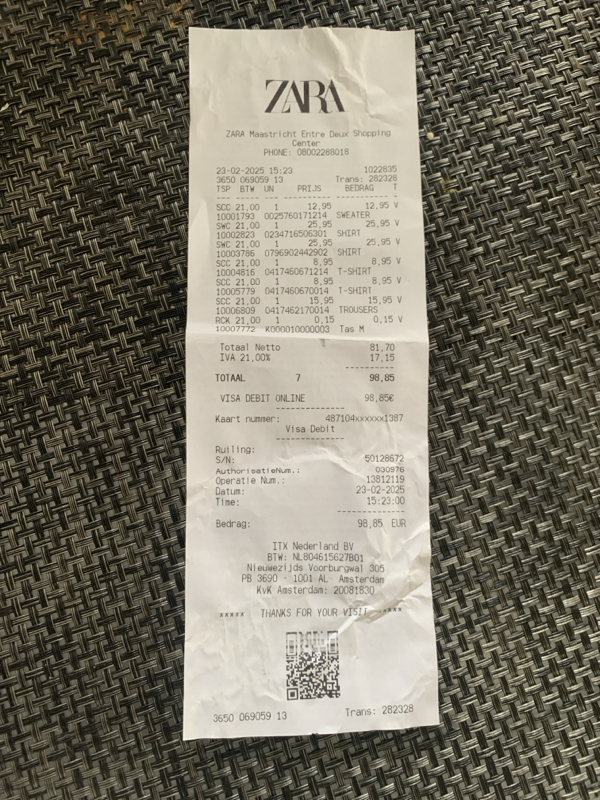 ZARA
ZARA Maastricht Entre Deux Shopping
Center
PHONE: 08002288018
23-02-2025 15:23 1022835
3650 069059 13 Trans: 282328
TSP BTW UN PRIJS BEDRAG T
SCC 21,00 1 12,95 12,95 V
10001793 0025760171214 SWEATER
SWC 21,00 1 25,95 25,95 V
10002823 0234716506301 SHIRT
SWC 21,00 1 25,95 25,95 V
10003786 0796902442902 SHIRT
SCC 21,00 1 8,95 8,95 V
10004816 0417460671214 T-SHIRT
SCC 21,00 1 8,95 8,95 V
10005779 0417460670014 T-SHIRT
SCC 21,00 1 15,95 15,95 V
10006809 0417462170014 TROUSERS
RCK 21,00 1 0,15 0,15 V
10007772 K000010000003 Tas M
Totaal Netto 81,70
IVA 21,00% 17,15
TOTAAL 7 98,85
VISA DEBIT ONLINE 98,85€
Kaart nummer: 487104xxxxxx1387
Visa Debit
Ruiling:
S/N: 50128672
AuthorisatieNum.: 030976
Operatie Num.: 13812119
Datum: 23-02-2025
Time: 15:23:00
Bedrag: 98,85 EUR
ITX Nederland BV
BTW: NL804615627B01
Nieuwezijds Voorburgwal 305
PB 3690 - 1001 AL Amsterdam
KvK Amsterdam: 20081830
***** THANKS FOR YOUR VISIT *****
3650 069059 13 Trans: 282328